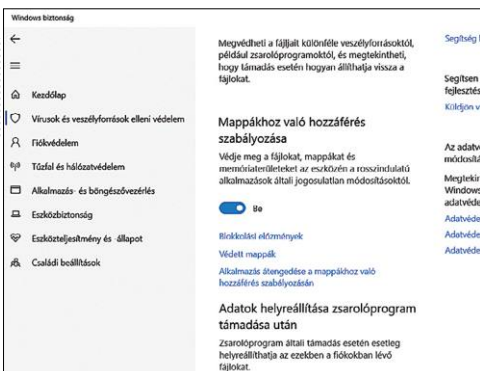 Windows biztonság
Kezdőlap
Vírusok és veszélyforrások elleni védelem
Fiókvédelem
Tűzfal és hálózatvédelem
Alkalmazás- és böngészővezérlés
Eszközbiztonság
Eszközteljesítmény és -állapot
Családi beállítások
Megvédheti a fájljait különféle veszélyforrásoktól,
például zsarolóprogramoktól, és megtekintheti,
hogy támadás esetén hogyan állíthatja vissza a
fájlokat.
Mappákhoz való hozzáférés
szabályozása
Védje meg a fájlokat, mappákat és
memóriaterületeket az eszközén a rosszindulatú
alkalmazások általi jogosulatlan módosításoktól.
Be
Blokkolási előzmények
Védett mappák
Alkalmazás átengedése a mappákhoz való
hozzáférés szabályozásán
Adatok helyreállítása zsarolóprogram
támadása után
Zsarolóprogram általi támadás esetén esetleg
helyreállíthatja az ezekben a fiókokban lévő
fájlokat.
Segítség
Segítsen
fejlesztés
Küldjön v
Az adatv
módosítá
Megtekin
Windows
adatvéde
Adatvéde
Adatvéde
Adatvéde